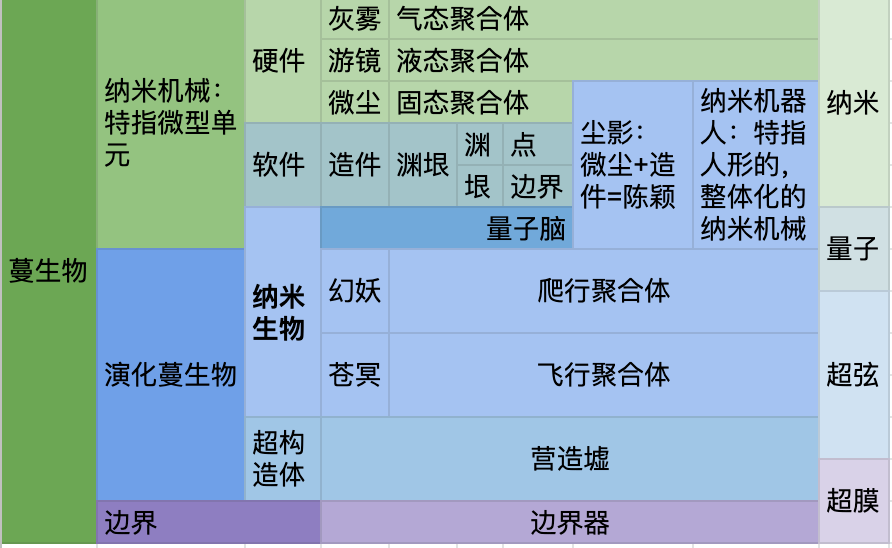 蔓生物
纳米机械：
特指微型单
元
硬件
灰雾
气态聚合体
游镜
液态聚合体
微尘
固态聚合体
软件
造件
渊垠
渊
点
垠
边界
尘影：
微尘+造
件=陈颖
纳米机器
人：特指
人形的，
整体化的
纳米机械
量子脑
演化蔓生物
纳米
生物
幻妖
爬行聚合体
苍冥
飞行聚合体
超构
造体
营造墟
边界
边界器
纳米
量子
超弦
超膜